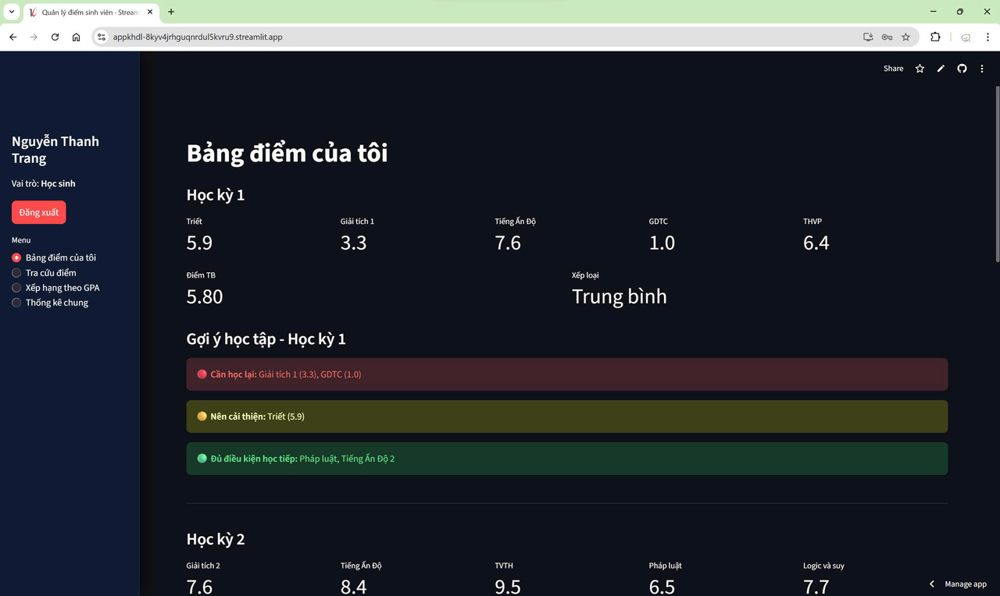 Quản lý điểm sinh viên · Stream
appkhdl-8kyv4jrhguqnrdul5kvru9.streamlit.app
Share
Nguyễn Thanh
Trang
Vai trò: Học sinh
Đăng xuất
Menu
Bảng điểm của tôi
Tra cứu điểm
Xếp hạng theo GPA
Thống kê chung
Bảng điểm của tôi
Học kỳ 1
Triết Giải tích 1 Tiếng Ấn Độ GDTC THVP
5.9 3.3 7.6 1.0 6.4
Điểm TB Xếp loại
5.80 Trung bình
Gợi ý học tập - Học kỳ 1
Cần học lại: Giải tích 1 (3.3), GDTC (1.0)
Nên cải thiện: Triết (5.9)
Đủ điều kiện học tiếp: Pháp luật, Tiếng Ấn Độ 2
Học kỳ 2
Giải tích 2 Tiếng Ấn Độ TVTH Pháp luật Logic và suy
7.6 8.4 9.5 6.5 7.7
Manage app